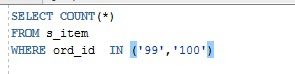 SELECT COUNT(*)
FROM s_item
WHERE ord_id  IN ('99','100')